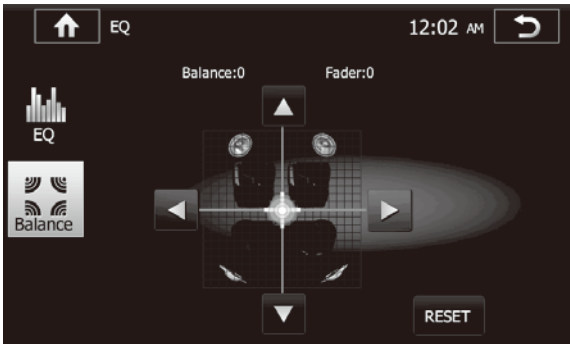 EQ 12:02 AM
Balance:0 Fader:0
EQ
Balance
RESET